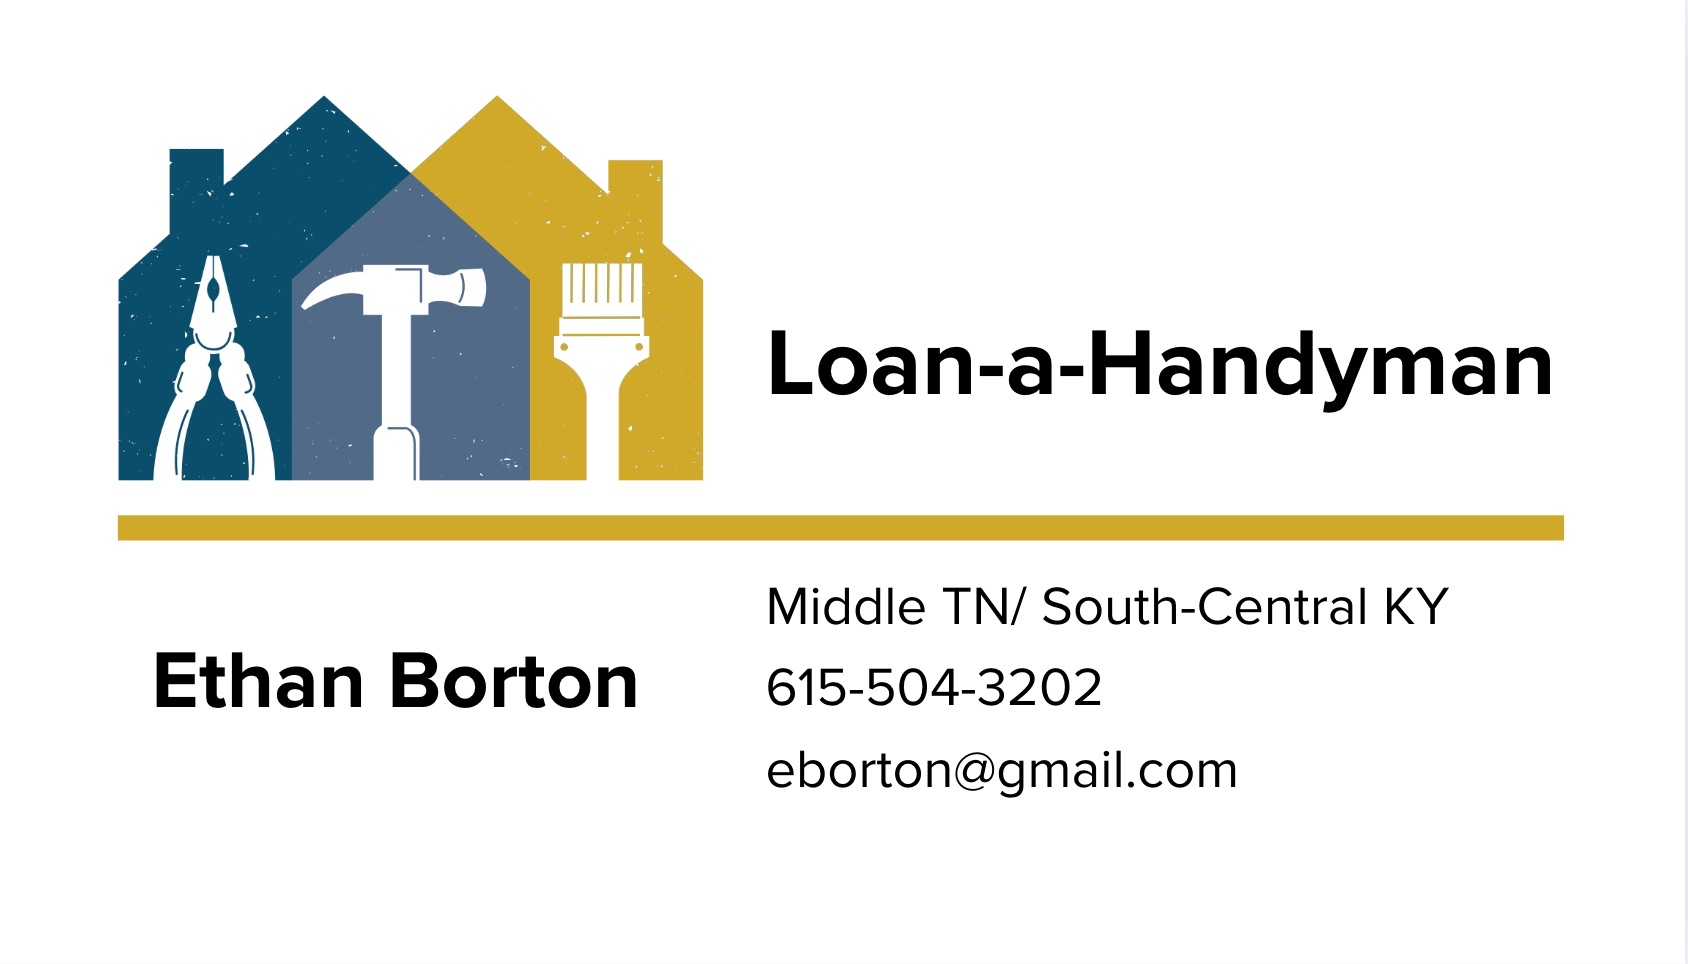 Loan-a-Handyman
Ethan Borton
Middle TN/ South-Central KY
615-504-3202
eborton@gmail.com